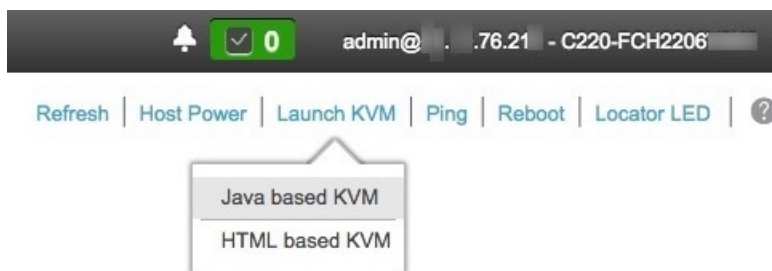 0 admin@ . .76.21 - C220-FCH2206
Refresh | Host Power | Launch KVM | Ping | Reboot | Locator LED | ?
Java based KVM
HTML based KVM